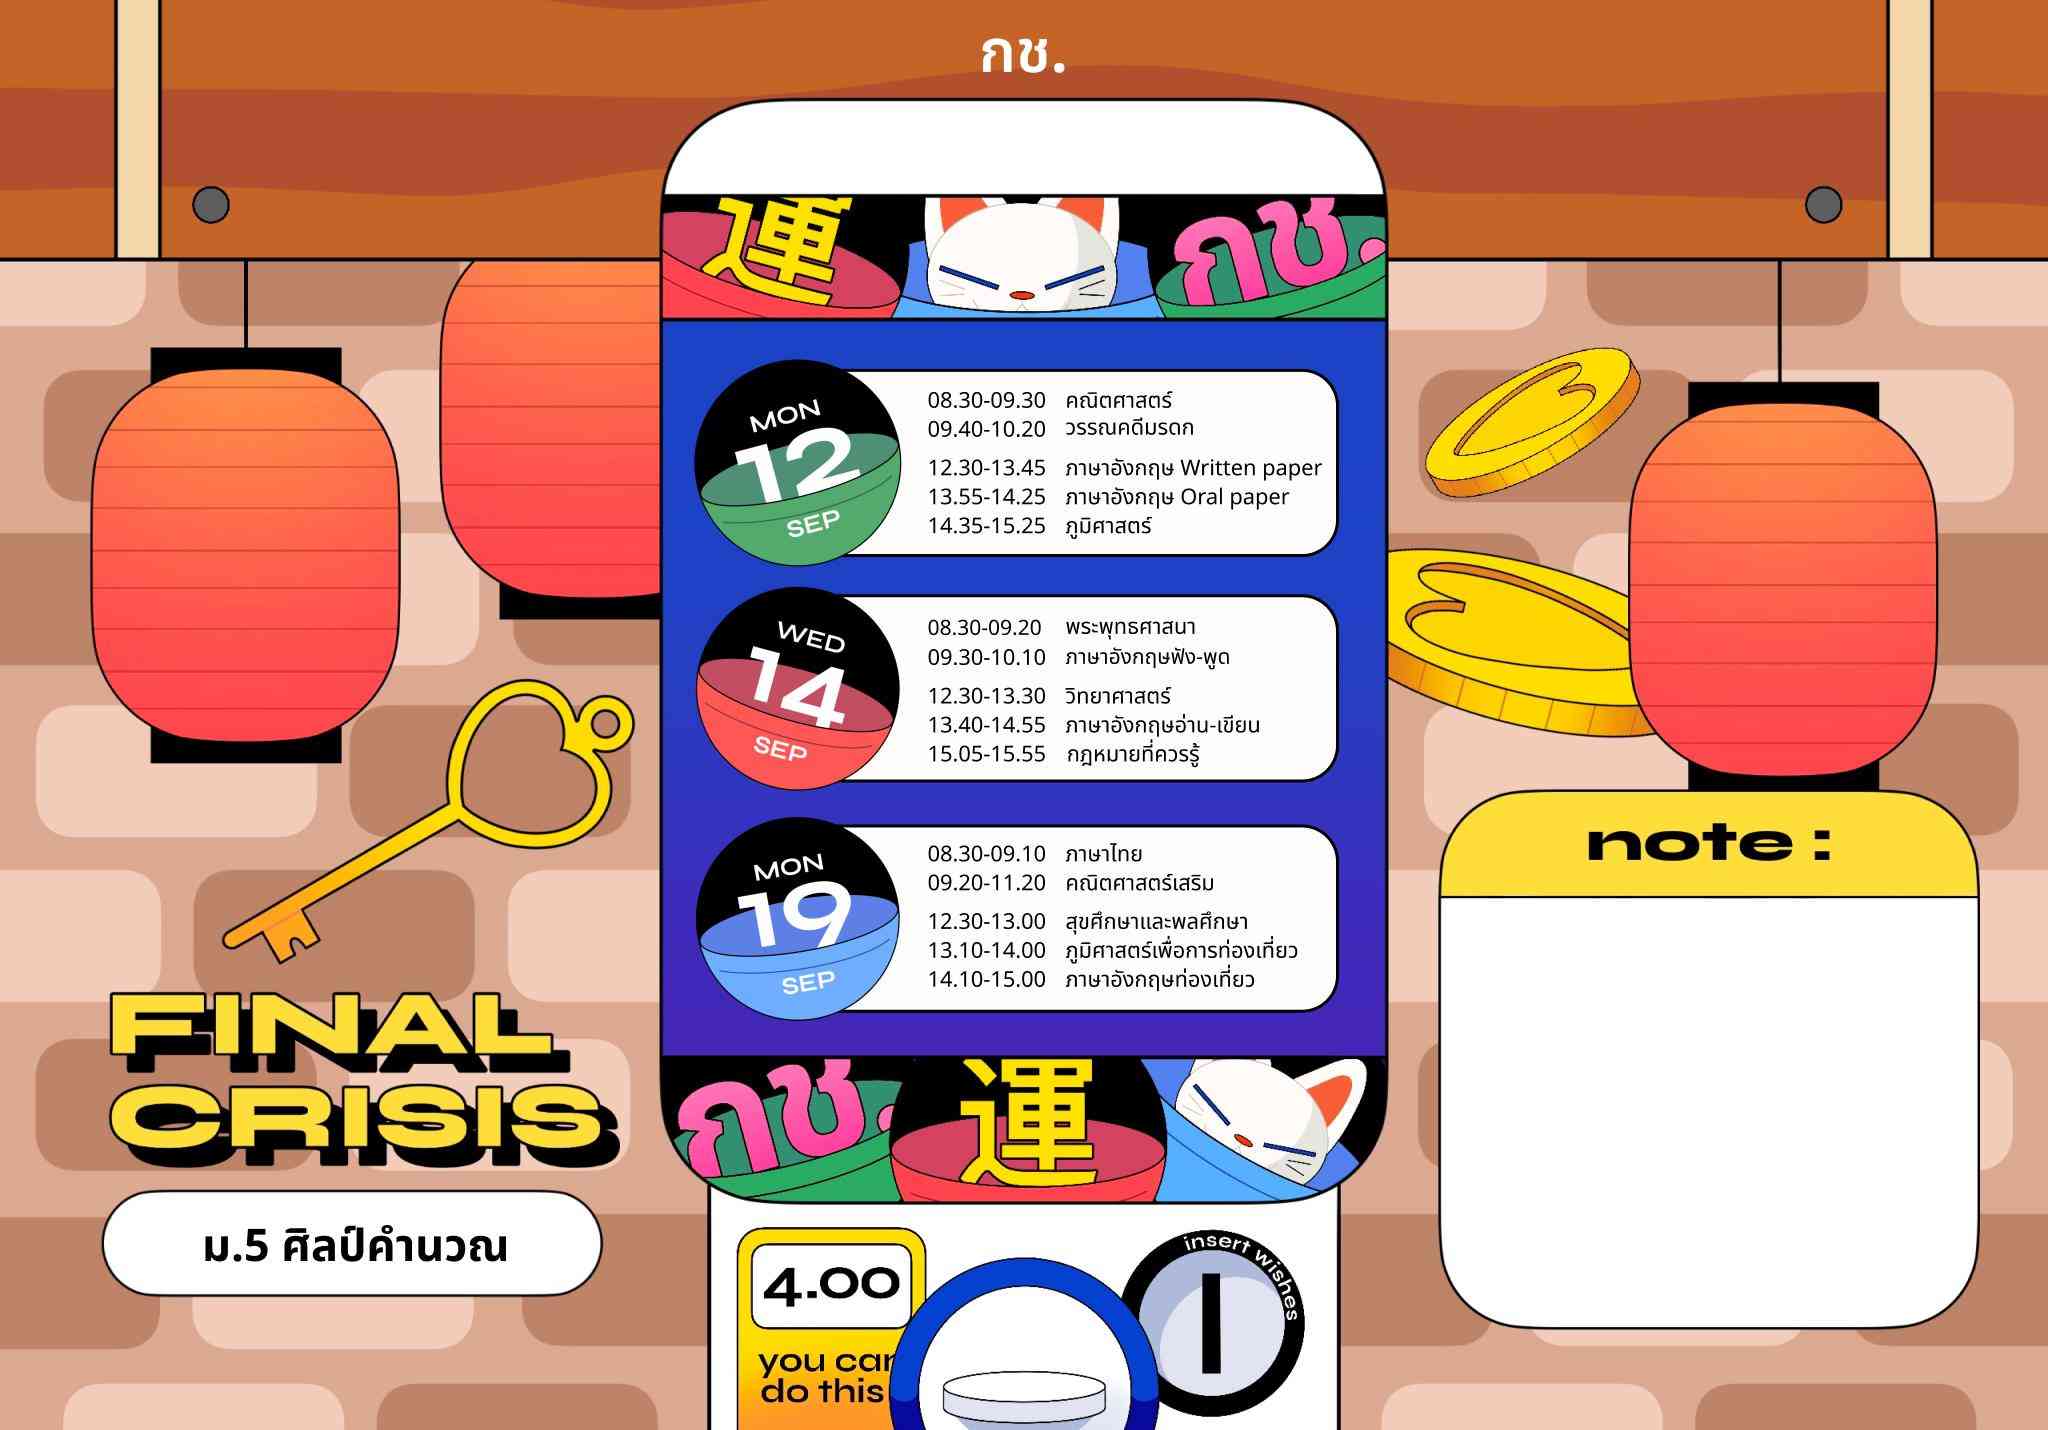 กช.
運
กช.
MON
12
SEP
08.30-09.30 คณิตศาสตร์
09.40-10.20 วรรณคดีมรดก
12.30-13.45 ภาษาอังกฤษ Written paper
13.55-14.25 ภาษาอังกฤษ Oral paper
14.35-15.25 ภูมิศาสตร์
WED
14
SEP
08.30-09.20 พระพุทธศาสนา
09.30-10.10 ภาษาอังกฤษฟัง-พูด
12.30-13.30 วิทยาศาสตร์
13.40-14.55 ภาษาอังกฤษอ่าน-เขียน
15.05-15.55 กฎหมายที่ควรรู้
MON
19
SEP
08.30-09.10 ภาษาไทย
09.20-11.20 คณิตศาสตร์เสริม
12.30-13.00 สุขศึกษาและพลศึกษา
13.10-14.00 ภูมิศาสตร์เพื่อการท่องเที่ยว
14.10-15.00 ภาษาอังกฤษท่องเที่ยว
note :
FINAL
CRISIS
ม.5 ศิลป์คำนวณ
กช.
運
4.00
you can
do this
insert wishes